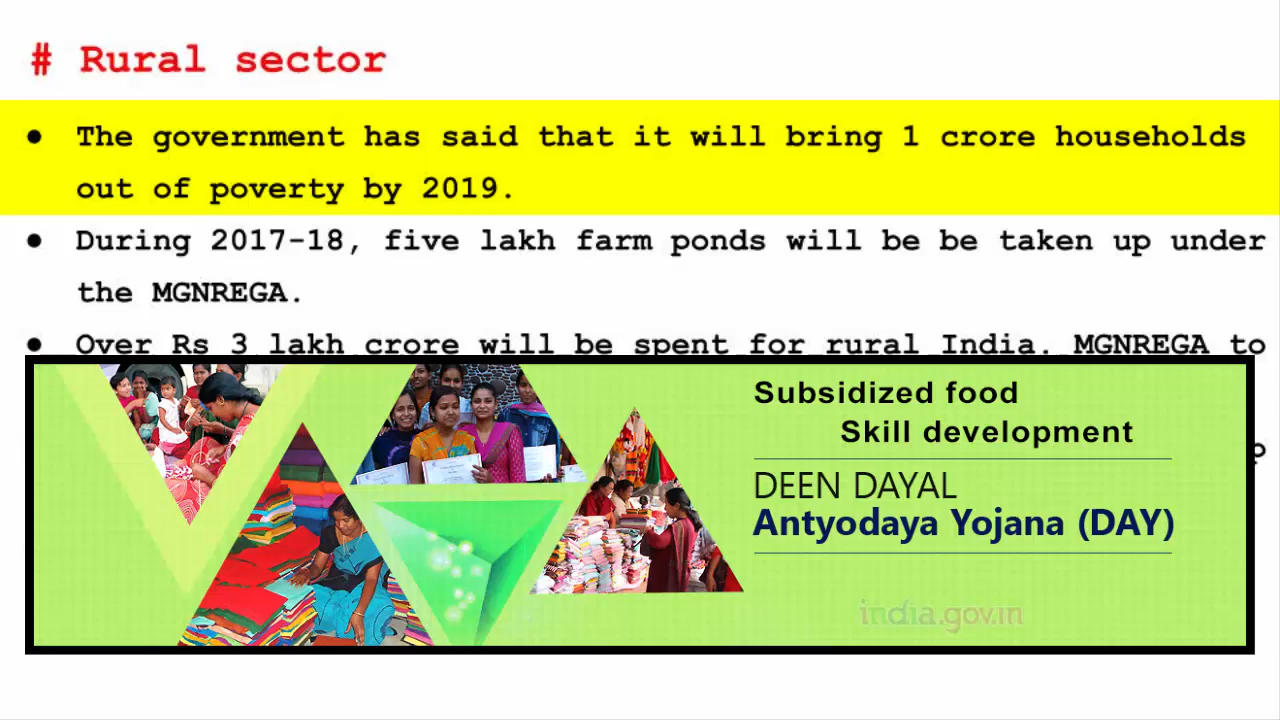 # Rural sector
● The government has said that it will bring 1 crore households
out of poverty by 2019.
● During 2017-18, five lakh farm ponds will be be taken up under
the MGNREGA.
● Over Rs 3 lakh crore will be spent for rural India. MGNREGA to
Subsidized food
Skill development
DEEN DAYAL
Antyodaya Yojana (DAY)
india.gov.in